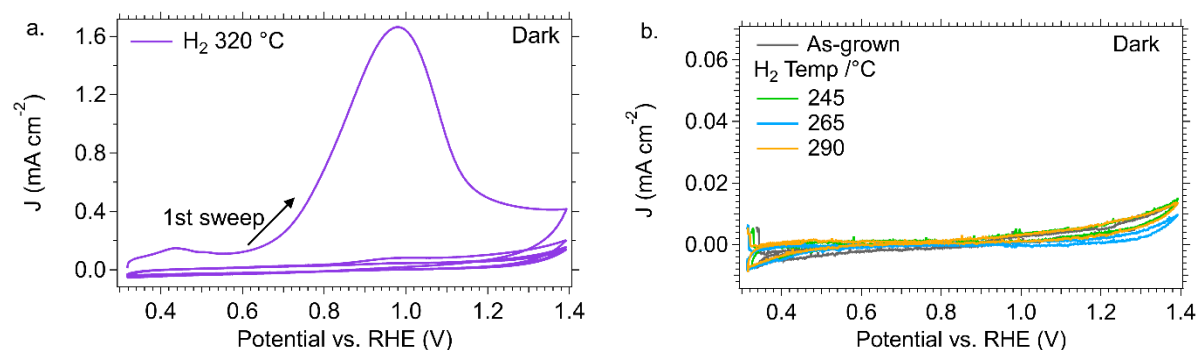 a.
H₂ 320 °C
Dark
1st sweep
J (mA cm⁻²)
1.6
1.2
0.8
0.4
0.0
0.4
0.6
0.8
1.0
1.2
1.4
Potential vs. RHE (V)
b.
As-grown
Dark
H₂ Temp /°C
245
265
290
J (mA cm⁻²)
0.06
0.04
0.02
0.00
0.4
0.6
0.8
1.0
1.2
1.4
Potential vs. RHE (V)